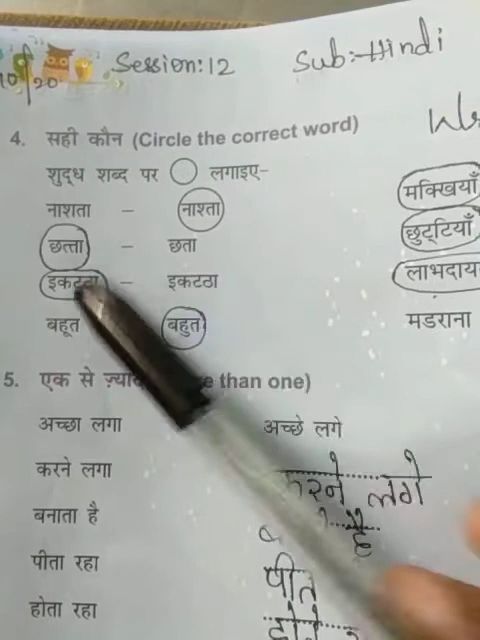 10/20 Session:12 Sub:-Hindi
4. सही कौन (Circle the correct word)
शुद्ध शब्द पर ◯ लगाइए-
नाशता – नाश्ता मक्खियाँ
छत्ता – छता छुट्टियाँ
– इकटठा लाभदाय
बहूत बहुत मडराना
5. एक से than one)
अच्छा लगा अच्छे लगे
करने लगा करने लगे
बनाता है है
पीता रहा
होता रहा